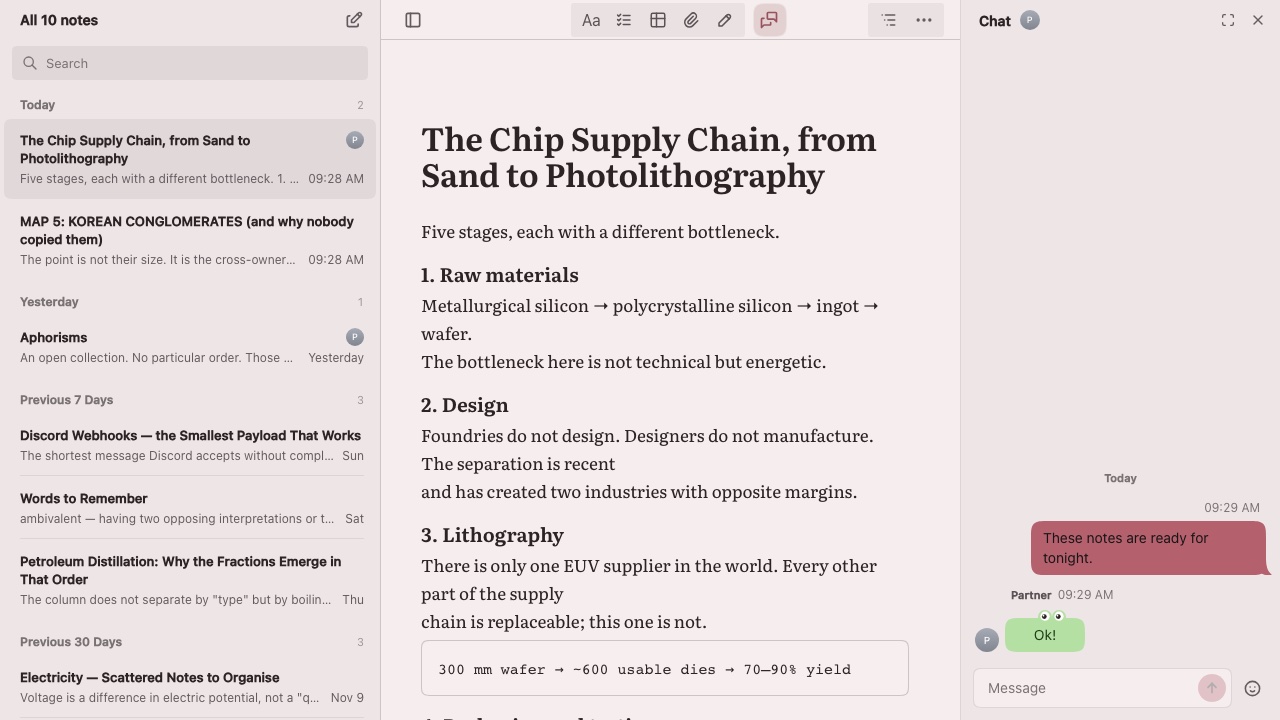 All 10 notes
Search
Today 2
The Chip Supply Chain, from Sand to P
Photolithography
Five stages, each with a different bottleneck. 1. ... 09:28 AM
MAP 5: KOREAN CONGLOMERATES (and why nobody
copied them)
The point is not their size. It is the cross-owner... 09:28 AM
Yesterday 1
Aphorisms P
An open collection. No particular order. Those ... Yesterday
Previous 7 Days 3
Discord Webhooks — the Smallest Payload That Works
The shortest message Discord accepts without compl... Sun
Words to Remember
ambivalent — having two opposing interpretations or t... Sat
Petroleum Distillation: Why the Fractions Emerge in
That Order
The column does not separate by "type" but by boilin... Thu
Previous 30 Days 3
Electricity — Scattered Notes to Organise
Voltage is a difference in electric potential, not a "q... Nov 9
Aa
The Chip Supply Chain, from
Sand to Photolithography
Five stages, each with a different bottleneck.
1. Raw materials
Metallurgical silicon → polycrystalline silicon → ingot →
wafer.
The bottleneck here is not technical but energetic.
2. Design
Foundries do not design. Designers do not manufacture.
The separation is recent
and has created two industries with opposite margins.
3. Lithography
There is only one EUV supplier in the world. Every other
part of the supply
chain is replaceable; this one is not.
300 mm wafer → ~600 usable dies → 70–90% yield
Chat P
Today
09:29 AM
These notes are ready for
tonight.
Partner 09:29 AM
P Ok!
Message